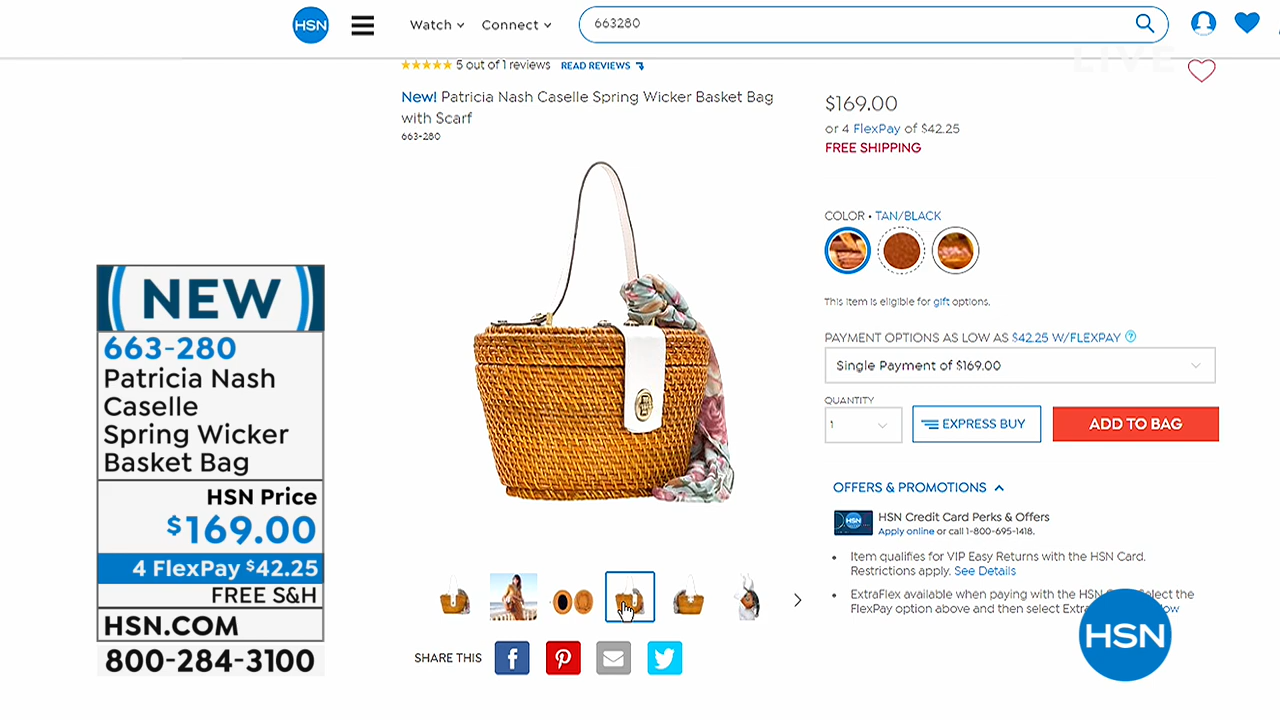 HSN
Watch
Connect
663280
LIVE
★★★★★ 5 out of 1 reviews READ REVIEWS
New! Patricia Nash Caselle Spring Wicker Basket Bag
with Scarf
663-280
$169.00
or 4 FlexPay of $42.25
FREE SHIPPING
COLOR • TAN/BLACK
This item is eligible for gift options.
PAYMENT OPTIONS AS LOW AS $42.25 W/FLEXPAY ?
Single Payment of $169.00
QUANTITY
1
EXPRESS BUY
ADD TO BAG
OFFERS & PROMOTIONS
HSN
HSN Credit Card Perks & Offers
Apply online or call 1-800-695-1418.
• Item qualifies for VIP Easy Returns with the HSN Card.
Restrictions apply. See Details
• ExtraFlex available when paying with the HSN Select the
FlexPay option above and then select
HSN
SHARE THIS
NEW
663-280
Patricia Nash
Caselle
Spring Wicker
Basket Bag
HSN Price
$169.00
4 FlexPay $42.25
FREE S&H
HSN.COM
800-284-3100